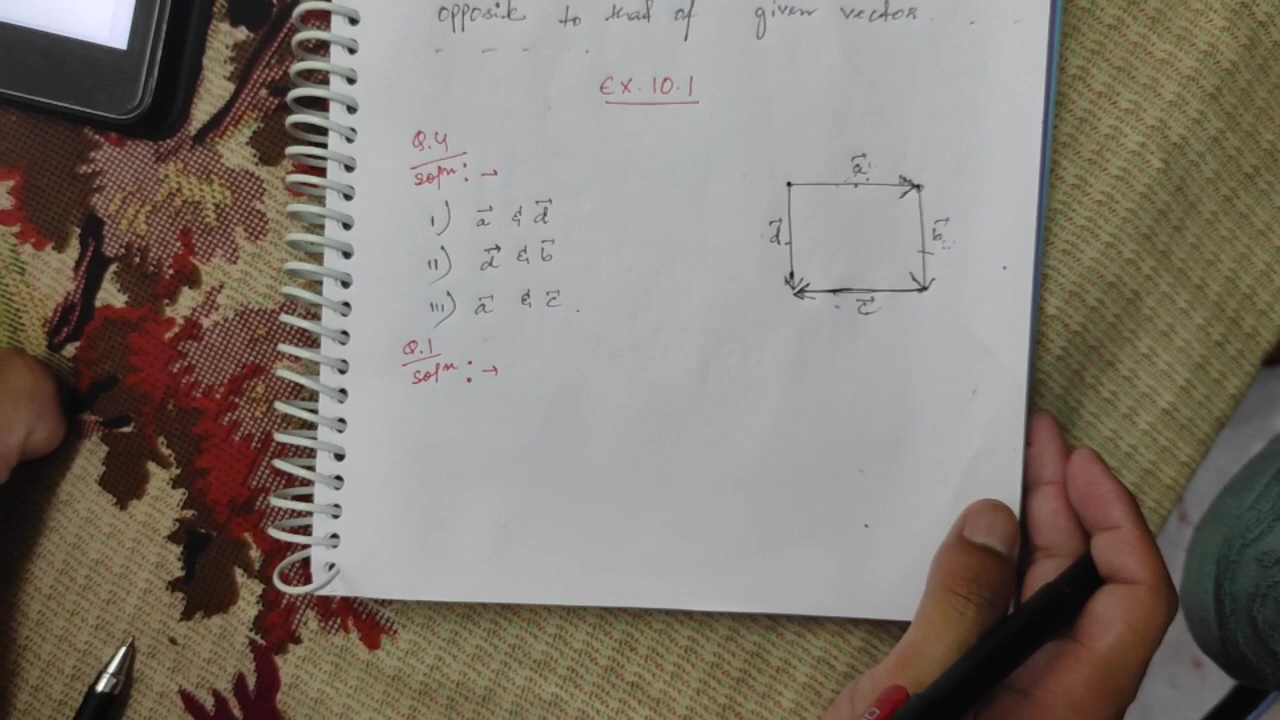 opposite to that of given vector . . -
- - - - .
Ex. 10.1
Q.4
Soln : →
i) a⃗ & d⃗
ii) d⃗ & b⃗
iii) a⃗ & c⃗ .
Q.1
Soln : →
a⃗
d⃗
b⃗
c⃗